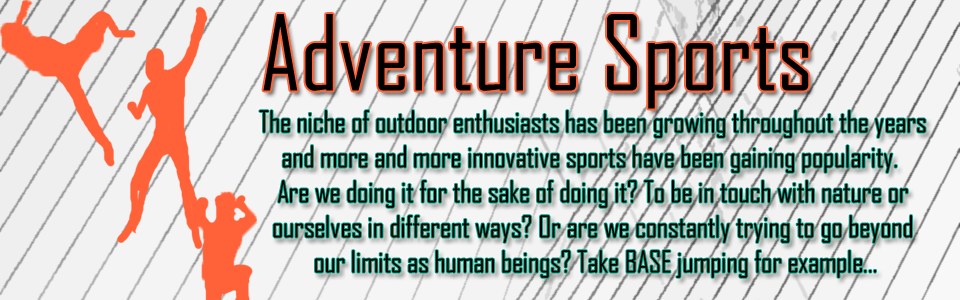 Adventure Sports
The niche of outdoor enthusiasts has been growing throughout the years
and more and more innovative sports have been gaining popularity.
Are we doing it for the sake of doing it? To be in touch with nature or
ourselves in different ways? Or are we constantly trying to go beyond
our limits as human beings? Take BASE jumping for example...